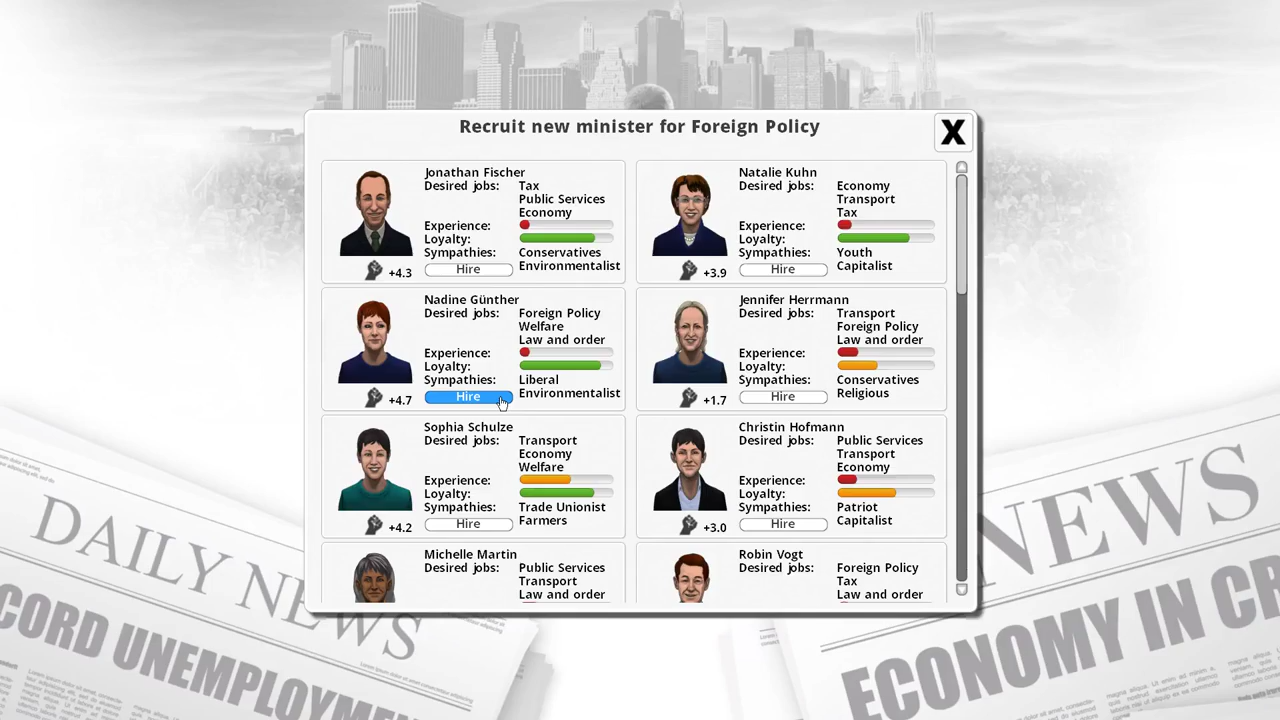 Recruit new minister for Foreign Policy
X
Jonathan Fischer
Desired jobs: Tax
Public Services
Economy
Experience:
Loyalty:
Sympathies: Conservatives
Environmentalist
+4.3 Hire
Natalie Kuhn
Desired jobs: Economy
Transport
Tax
Experience:
Loyalty:
Sympathies: Youth
Capitalist
+3.9 Hire
Nadine Günther
Desired jobs: Foreign Policy
Welfare
Law and order
Experience:
Loyalty:
Sympathies: Liberal
Environmentalist
+4.7 Hire
Jennifer Herrmann
Desired jobs: Transport
Foreign Policy
Law and order
Experience:
Loyalty:
Sympathies: Conservatives
Religious
+1.7 Hire
Sophia Schulze
Desired jobs: Transport
Economy
Welfare
Experience:
Loyalty:
Sympathies: Trade Unionist
Farmers
+4.2 Hire
Christin Hofmann
Desired jobs: Public Services
Transport
Economy
Experience:
Loyalty:
Sympathies: Patriot
Capitalist
+3.0 Hire
Michelle Martin
Desired jobs: Public Services
Transport
Law and order
Robin Vogt
Desired jobs: Foreign Policy
Tax
Law and order
DAILY NEWS
CORD UNEMPLOYME
NEWS
ECONOMY IN CR